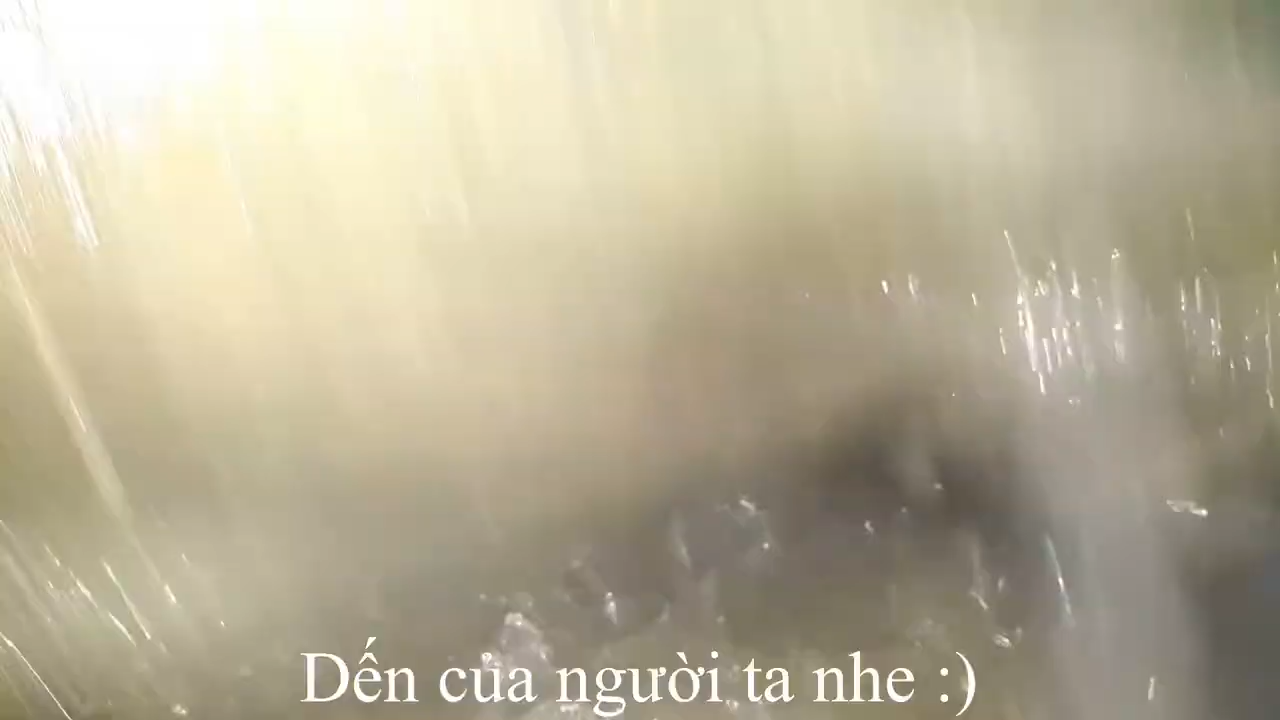 Dến của người ta nhe :)